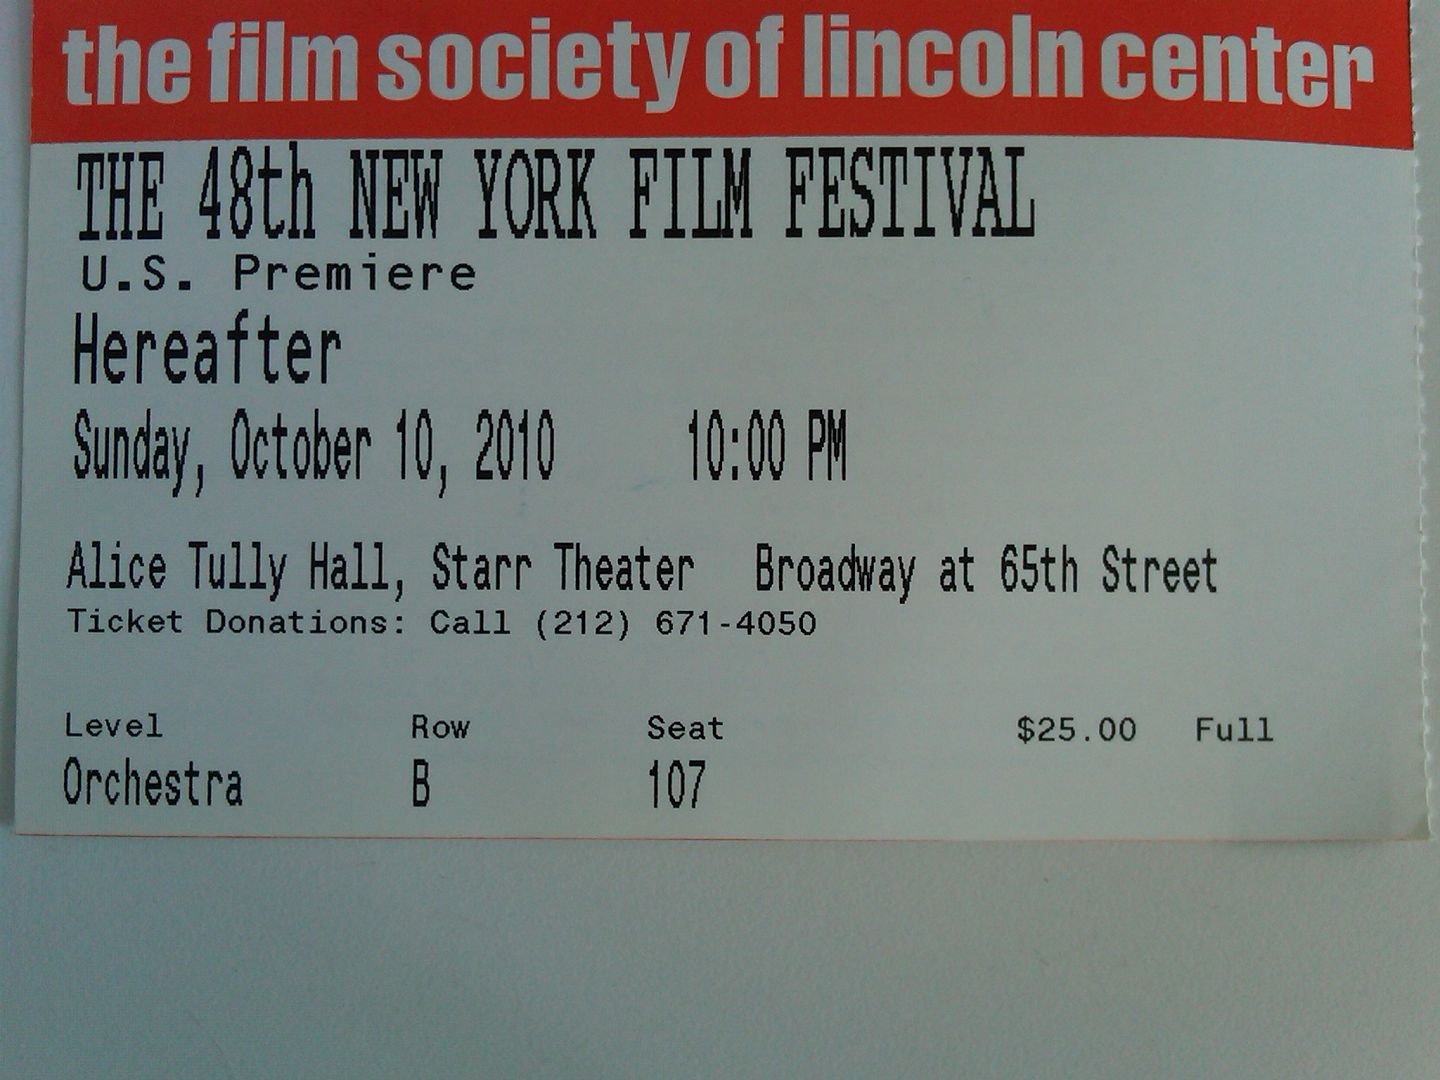 the film society of lincoln center
THE 48th NEW YORK FILM FESTIVAL
U.S. Premiere
Hereafter
Sunday, October 10, 2010 10:00 PM
Alice Tully Hall, Starr Theater Broadway at 65th Street
Ticket Donations: Call (212) 671-4050
Level Row Seat $25.00 Full
Orchestra B 107